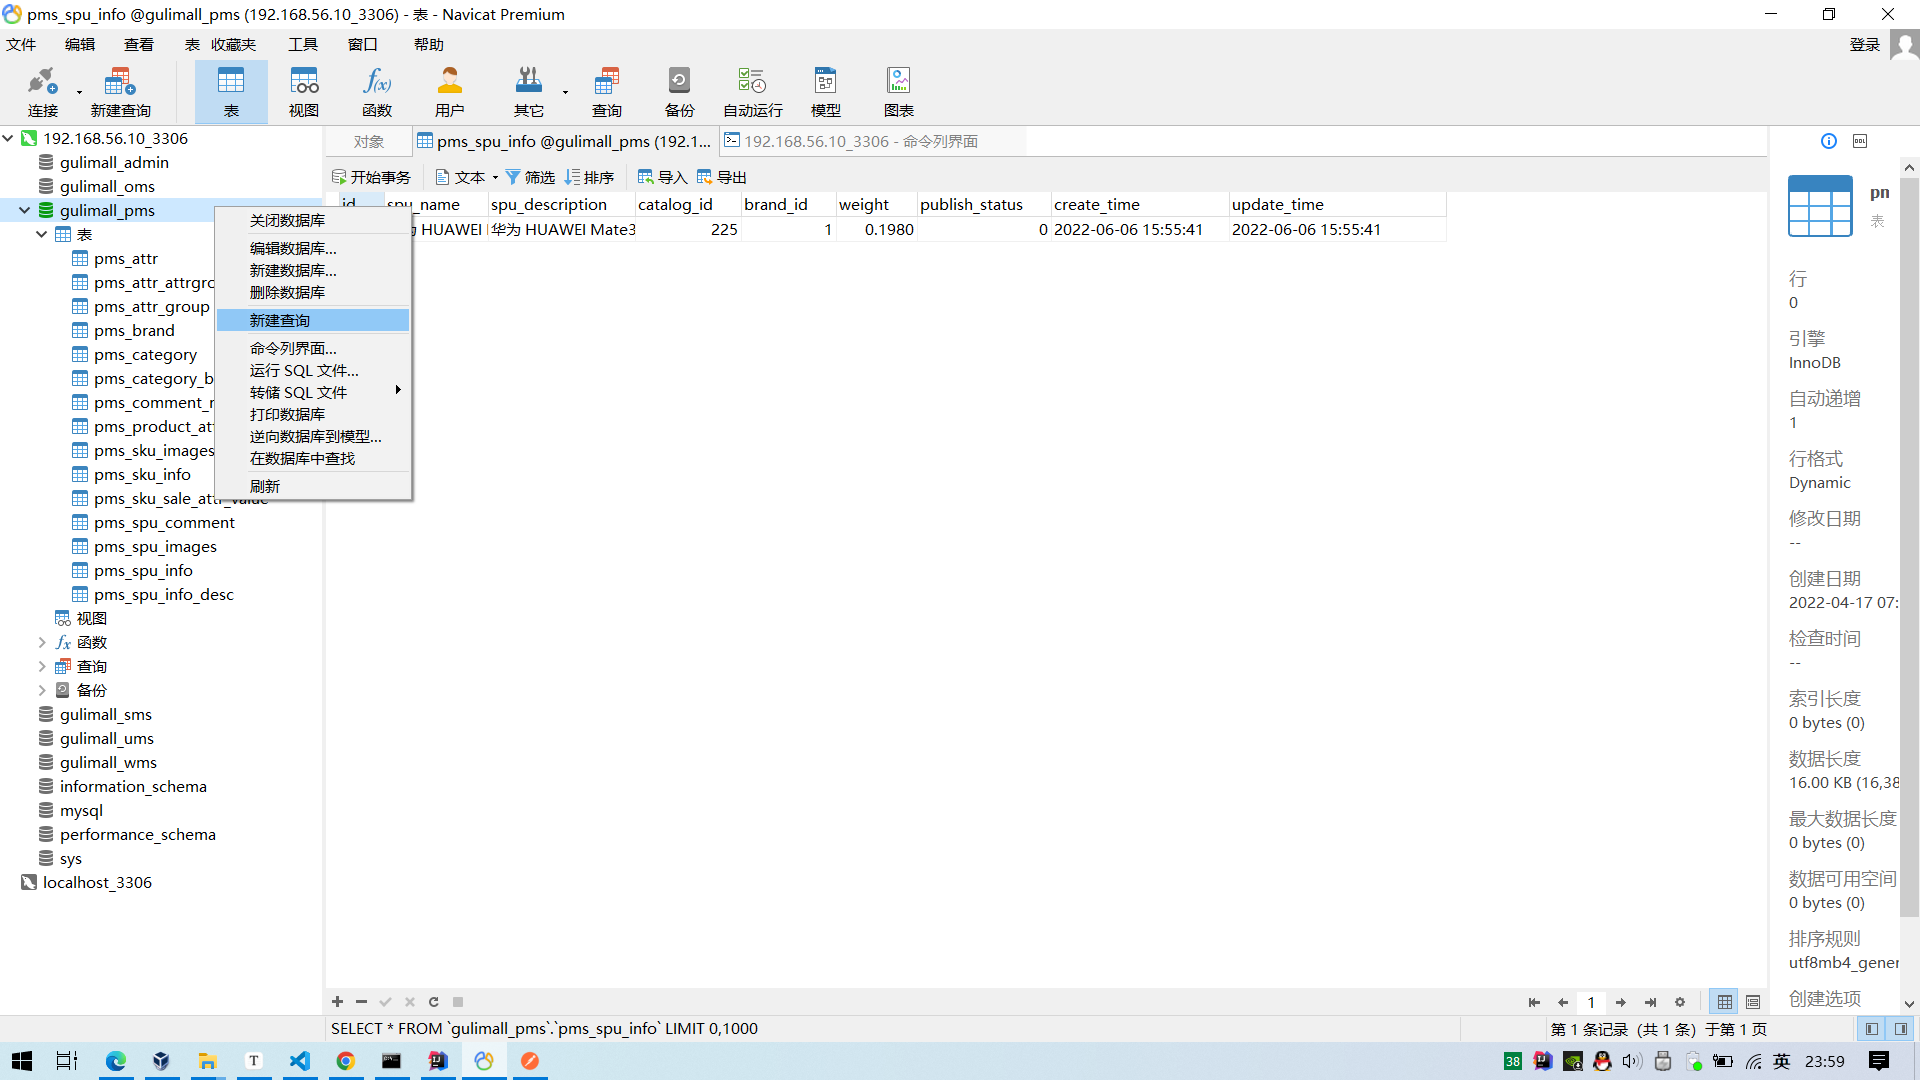 pms_spu_info @gulimall_pms (192.168.56.10_3306) - 表 - Navicat Premium
文件 编辑 查看 表 收藏夹 工具 窗口 帮助 登录
连接 新建查询 表 视图 函数 用户 其它 查询 备份 自动运行 模型 图表
192.168.56.10_3306
gulimall_admin
gulimall_oms
gulimall_pms
表
pms_attr
pms_attr_attrgro
pms_attr_group
pms_brand
pms_category
pms_category_b
pms_comment_r
pms_product_att
pms_sku_images
pms_sku_info
pms_sku_sale_attr_value
pms_spu_comment
pms_spu_images
pms_spu_info
pms_spu_info_desc
视图
函数
查询
备份
gulimall_sms
gulimall_ums
gulimall_wms
information_schema
mysql
performance_schema
sys
localhost_3306
关闭数据库
编辑数据库...
新建数据库...
删除数据库
新建查询
命令列界面...
运行 SQL 文件...
转储 SQL 文件
打印数据库
逆向数据库到模型...
在数据库中查找
刷新
对象 pms_spu_info @gulimall_pms (192.1... 192.168.56.10_3306 - 命令列界面
开始事务 文本 筛选 排序 导入 导出
id spu_name spu_description catalog_id brand_id weight publish_status create_time update_time
HUAWEI 华为 HUAWEI Mate3 225 1 0.1980 0 2022-06-06 15:55:41 2022-06-06 15:55:41
DDL
pn
表
行
0
引擎
InnoDB
自动递增
1
行格式
Dynamic
修改日期
--
创建日期
2022-04-17 07:
检查时间
--
索引长度
0 bytes (0)
数据长度
16.00 KB (16,38
最大数据长度
0 bytes (0)
数据可用空间
0 bytes (0)
排序规则
utf8mb4_gener
创建选项
1
SELECT * FROM `gulimall_pms`.`pms_spu_info` LIMIT 0,1000
第 1 条记录 (共 1 条) 于第 1 页
38 英 23:59